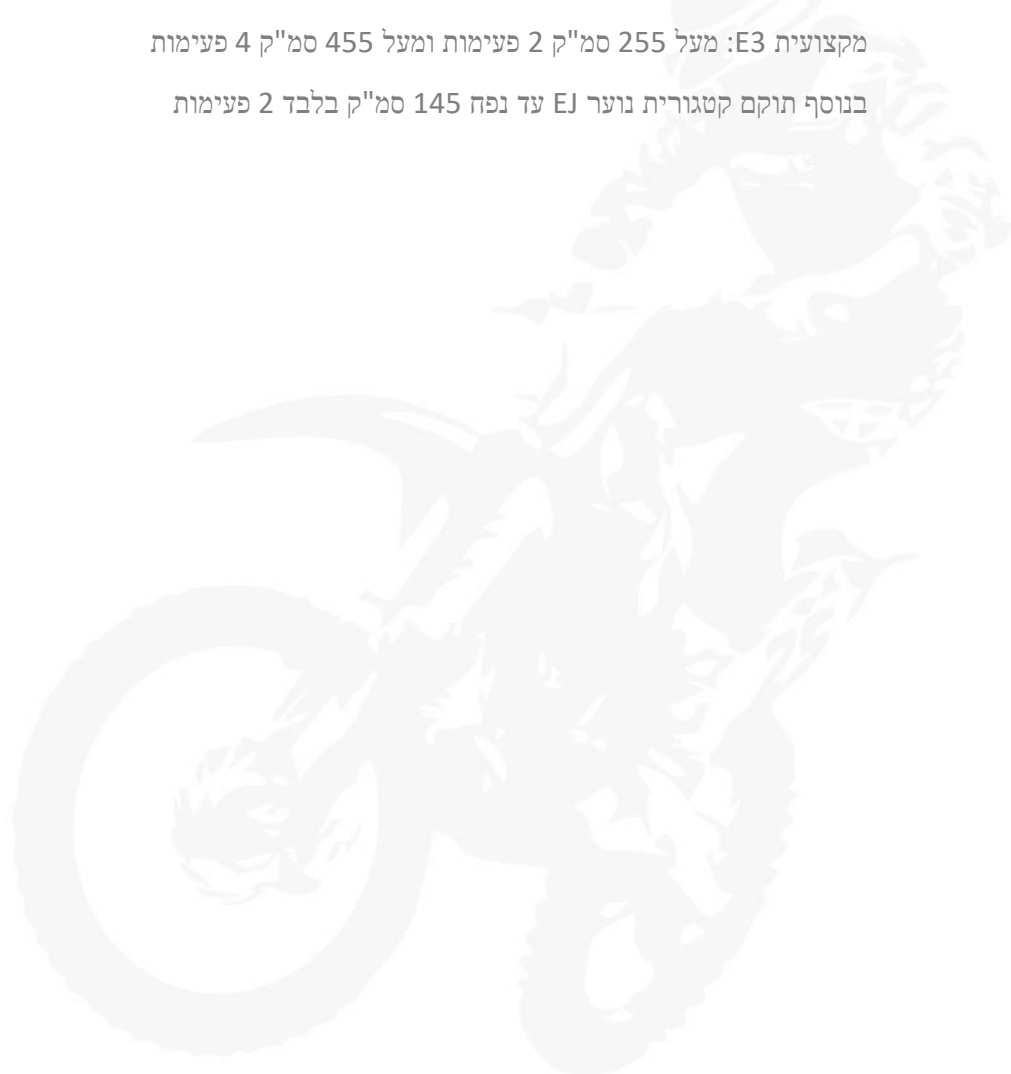 מקצועית E3: מעל 255 סמ"ק 2 פעימות ומעל 455 סמ"ק 4 פעימות
בנוסף תוקם קטגורית נוער EJ עד נפח 145 סמ"ק בלבד 2 פעימות